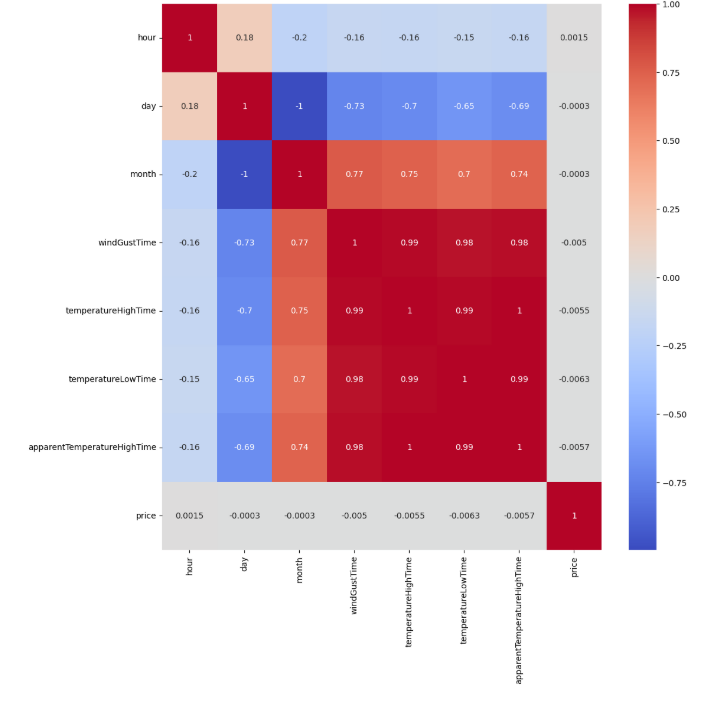 hour 1 0.18 -0.2 -0.16 -0.16 -0.15 -0.16 0.0015
day 0.18 1 -1 -0.73 -0.7 -0.65 -0.69 -0.0003
month -0.2 -1 1 0.77 0.75 0.7 0.74 -0.0003
windGustTime -0.16 -0.73 0.77 1 0.99 0.98 0.98 -0.005
temperatureHighTime -0.16 -0.7 0.75 0.99 1 0.99 1 -0.0055
temperatureLowTime -0.15 -0.65 0.7 0.98 0.99 1 0.99 -0.0063
apparentTemperatureHighTime -0.16 -0.69 0.74 0.98 1 0.99 1 -0.0057
price 0.0015 -0.0003 -0.0003 -0.005 -0.0055 -0.0063 -0.0057 1
hour
day
month
windGustTime
temperatureHighTime
temperatureLowTime
apparentTemperatureHighTime
price
1.00
0.75
0.50
0.25
0.00
−0.25
−0.50
−0.75